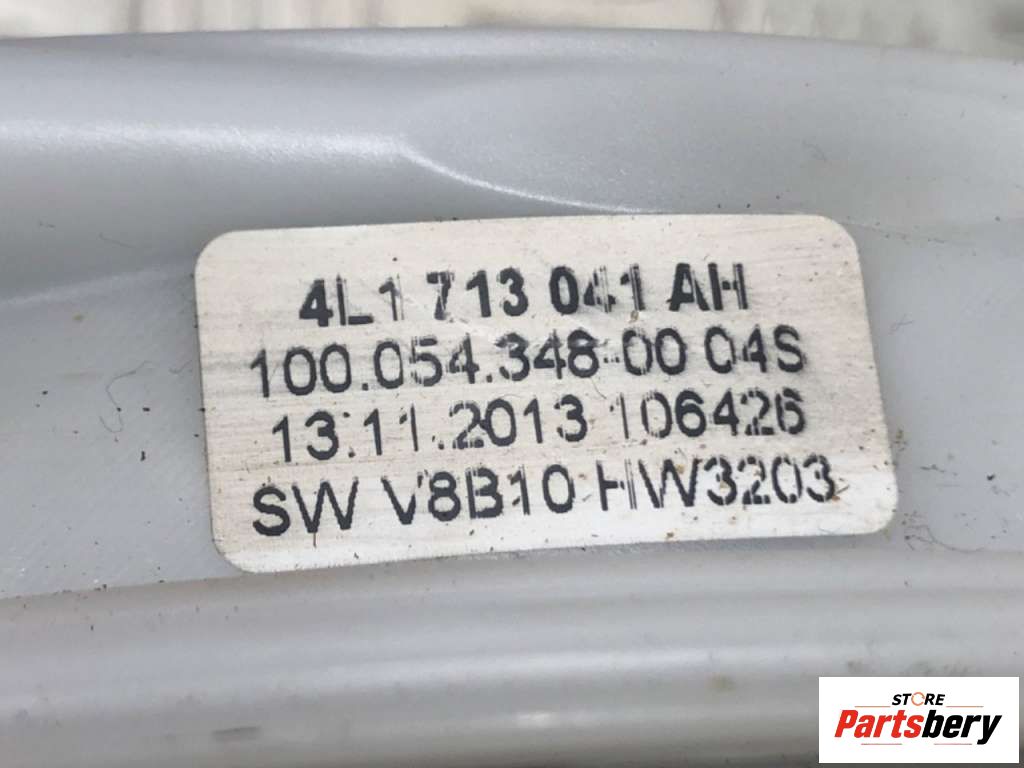 4L1 713 041 AH
100.054.348-00 04S
13.11.2013 106426
SW V8B10 HW3203
STORE
Partsbery